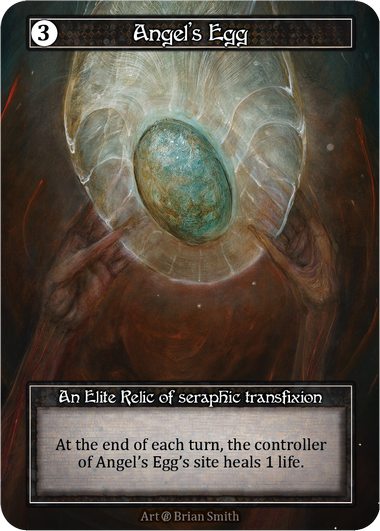 3
Angel's Egg
An Elite Relic of seraphic transfixion
At the end of each turn, the controller
of Angel's Egg's site heals 1 life.
Art @ Brian Smith